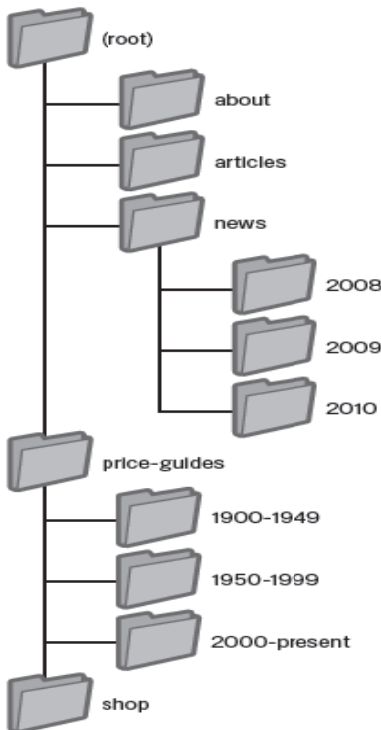 (root)
about
articles
news
2008
2009
2010
price-guides
1900-1949
1950-1999
2000-present
shop